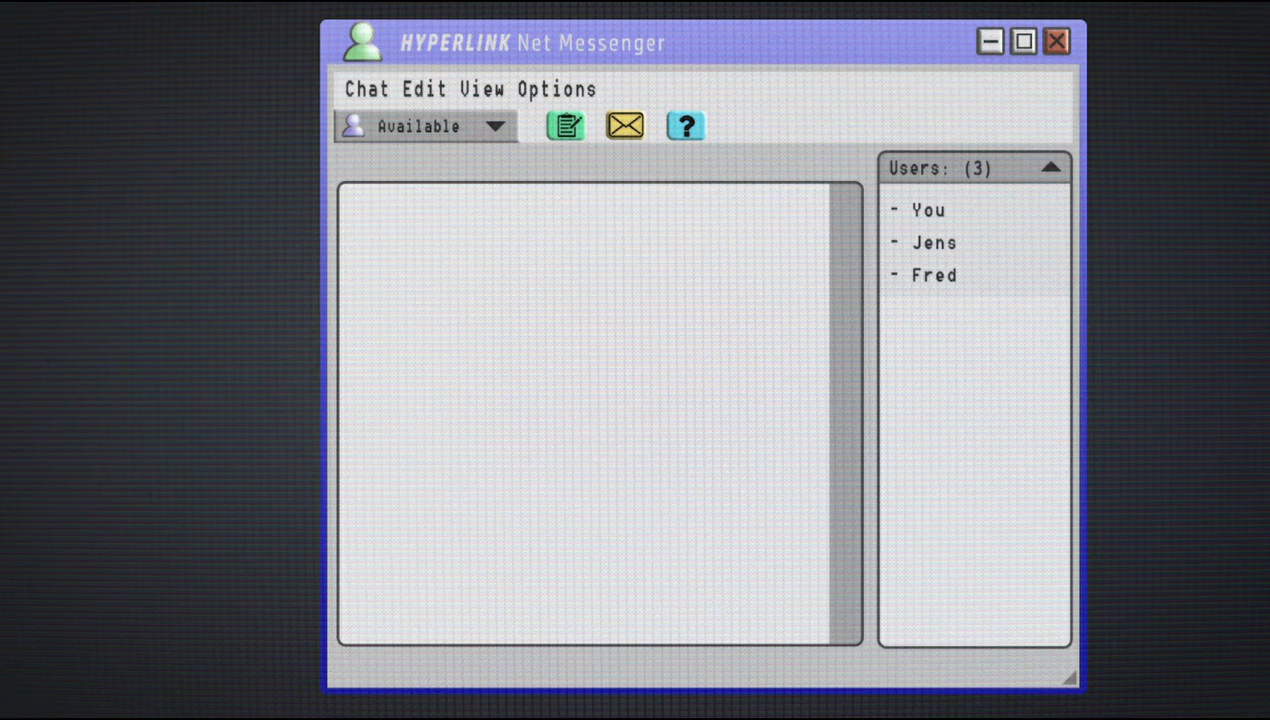 HYPERLINK Net Messenger
Chat Edit View Options
Available
?
Users: (3)
- You
- Jens
- Fred